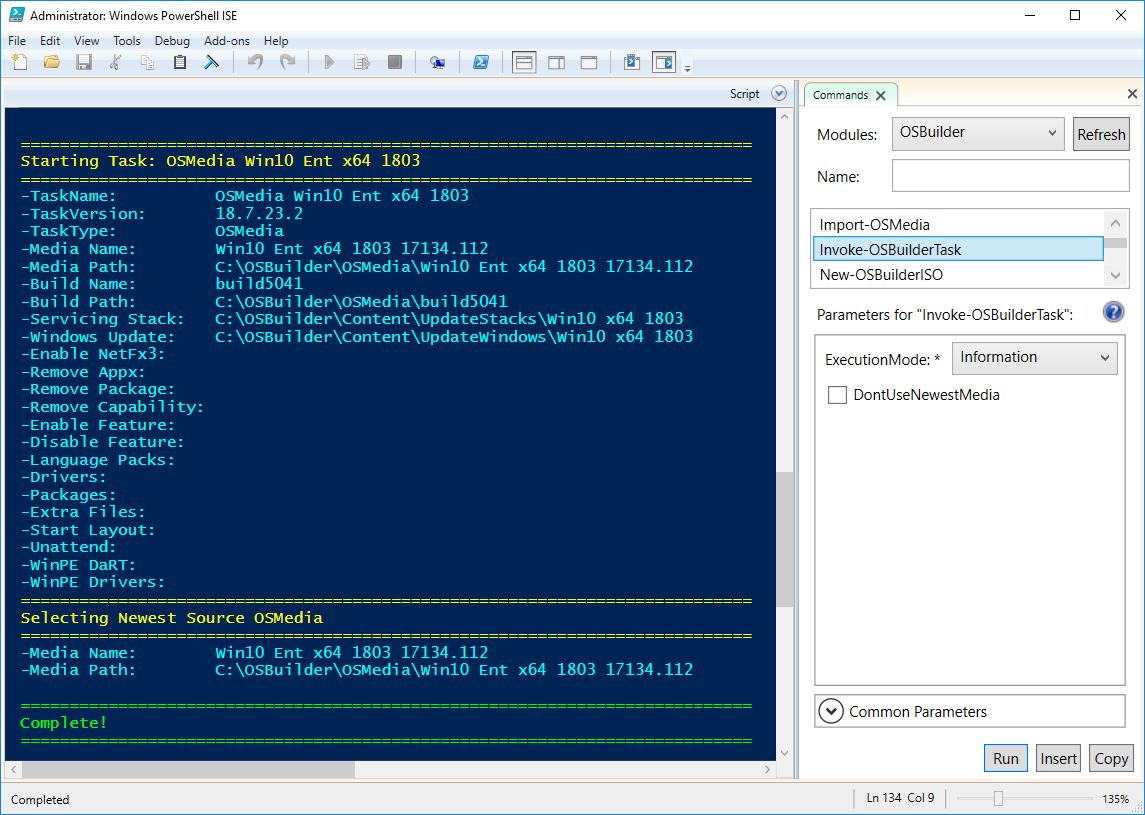 Administrator: Windows PowerShell ISE
File Edit View Tools Debug Add-ons Help
Script
===========================================================================
Starting Task: OSMedia Win10 Ent x64 1803
===========================================================================
-TaskName: OSMedia Win10 Ent x64 1803
-TaskVersion: 18.7.23.2
-TaskType: OSMedia
-Media Name: Win10 Ent x64 1803 17134.112
-Media Path: C:\OSBuilder\OSMedia\Win10 Ent x64 1803 17134.112
-Build Name: build5041
-Build Path: C:\OSBuilder\OSMedia\build5041
-Servicing Stack: C:\OSBuilder\Content\UpdateStacks\Win10 x64 1803
-Windows Update: C:\OSBuilder\Content\UpdateWindows\Win10 x64 1803
-Enable NetFx3:
-Remove Appx:
-Remove Package:
-Remove Capability:
-Enable Feature:
-Disable Feature:
-Language Packs:
-Drivers:
-Packages:
-Extra Files:
-Start Layout:
-Unattend:
-WinPE DaRT:
-WinPE Drivers:
===========================================================================
Selecting Newest Source OSMedia
===========================================================================
-Media Name: Win10 Ent x64 1803 17134.112
-Media Path: C:\OSBuilder\OSMedia\Win10 Ent x64 1803 17134.112
===========================================================================
Complete!
===========================================================================
Commands
Modules: OSBuilder Refresh
Name:
Import-OSMedia
Invoke-OSBuilderTask
New-OSBuilderISO
Parameters for "Invoke-OSBuilderTask": ?
ExecutionMode: * Information
DontUseNewestMedia
Common Parameters
Run Insert Copy
Completed Ln 134 Col 9 135%